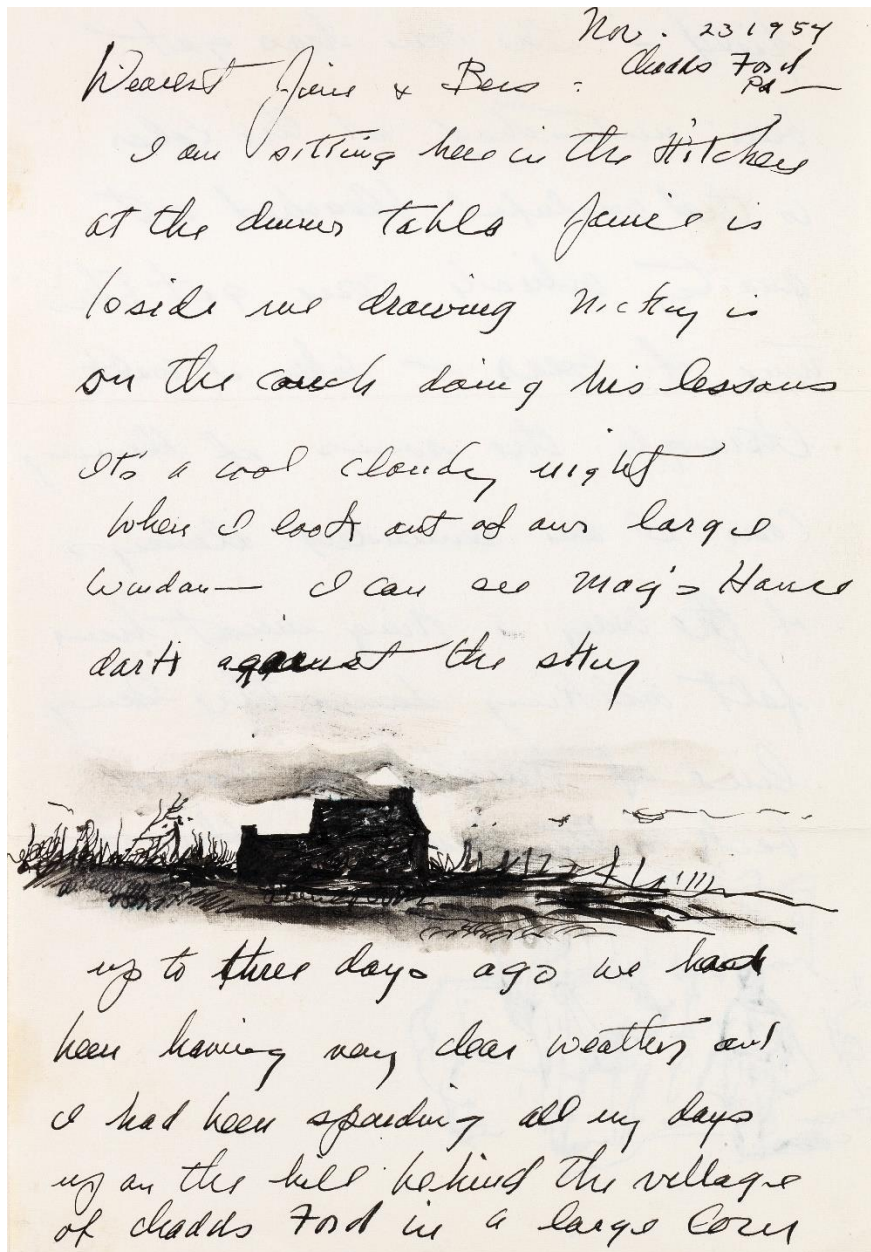 Nov. 23 1954
Chadds Ford
Pa —
Dearest & Bess :
I am sitting here in the Kitchen
at the dinner table Jamie is
beside me drawing Nicky is
on the couch doing his lessons
It's a cool cloudy night
When I look out of our large
window — I can see House
dark against the sky
up to three days ago we had
been having very clear weather and
I had been spending all my days
up on the hill behind the village
of Chadds Ford in a large corn